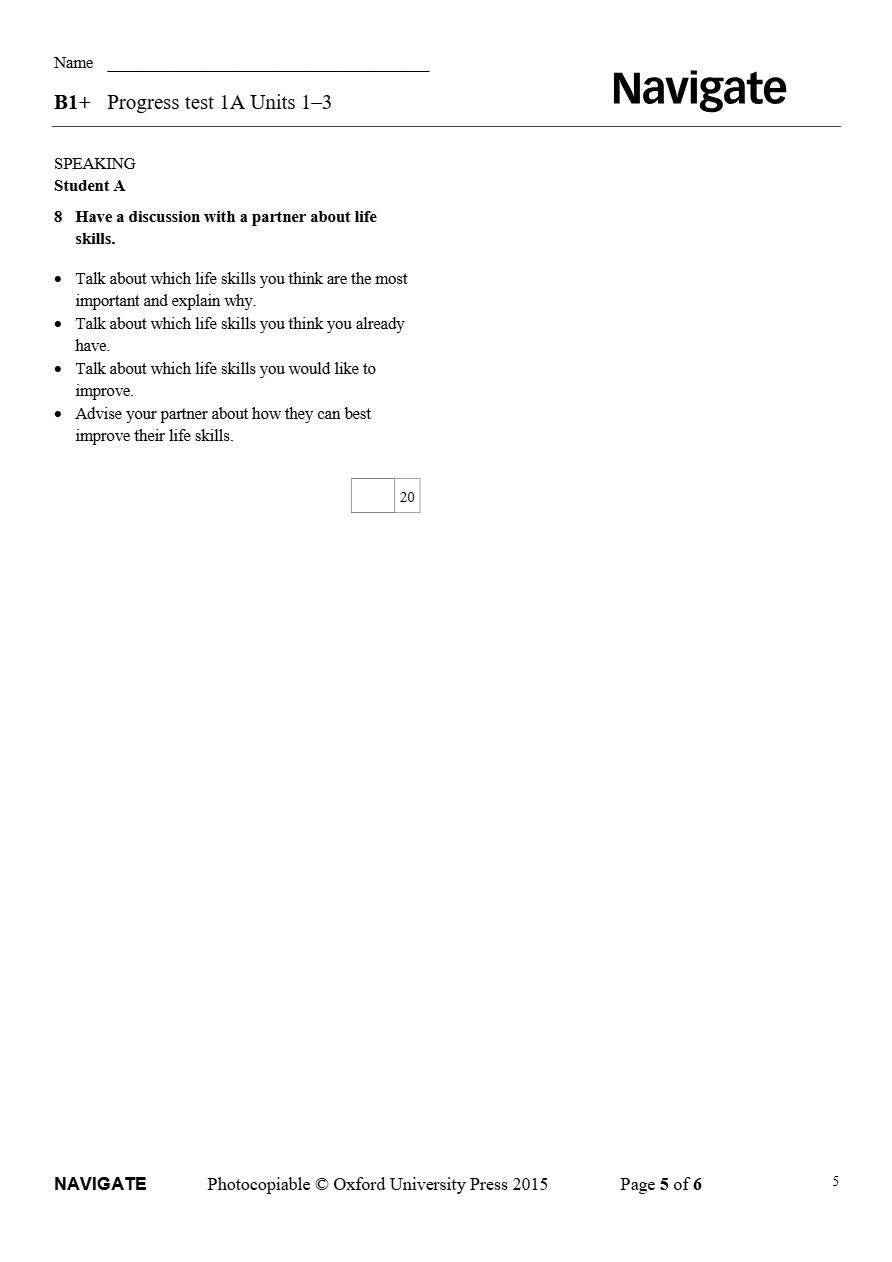 Name
Navigate
B1+ Progress test 1A Units 1–3
SPEAKING
Student A
8 Have a discussion with a partner about life
skills.
• Talk about which life skills you think are the most
important and explain why.
• Talk about which life skills you think you already
have.
• Talk about which life skills you would like to
improve.
• Advise your partner about how they can best
improve their life skills.
20
NAVIGATE Photocopiable © Oxford University Press 2015 Page 5 of 6 5